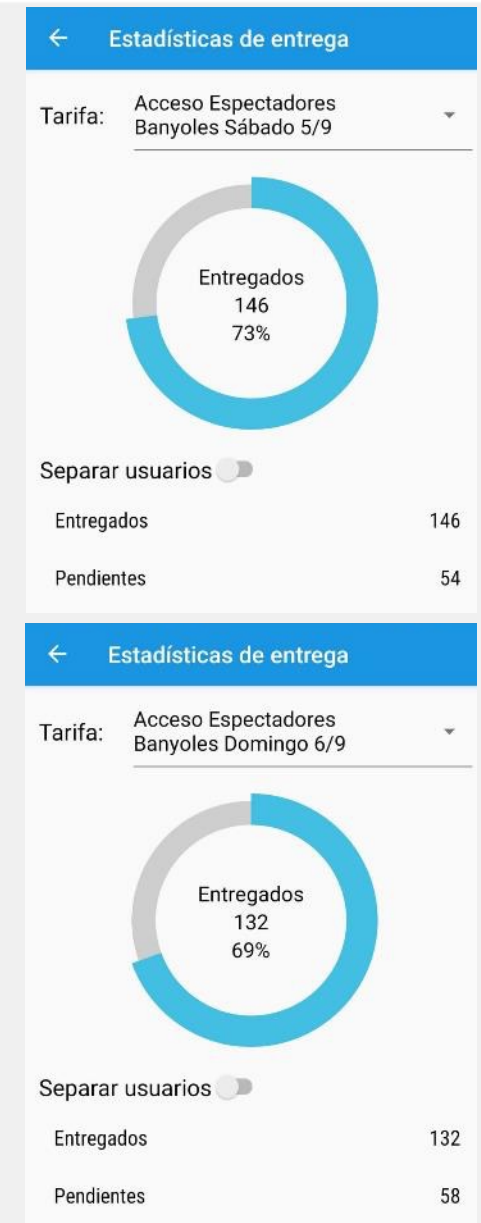 Estadísticas de entrega
Tarifa:
Acceso Espectadores
Banyoles Sábado 5/9
Entregados
146
73%
Separar usuarios
Entregados 146
Pendientes 54
Estadísticas de entrega
Tarifa:
Acceso Espectadores
Banyoles Domingo 6/9
Entregados
132
69%
Separar usuarios
Entregados 132
Pendientes 58